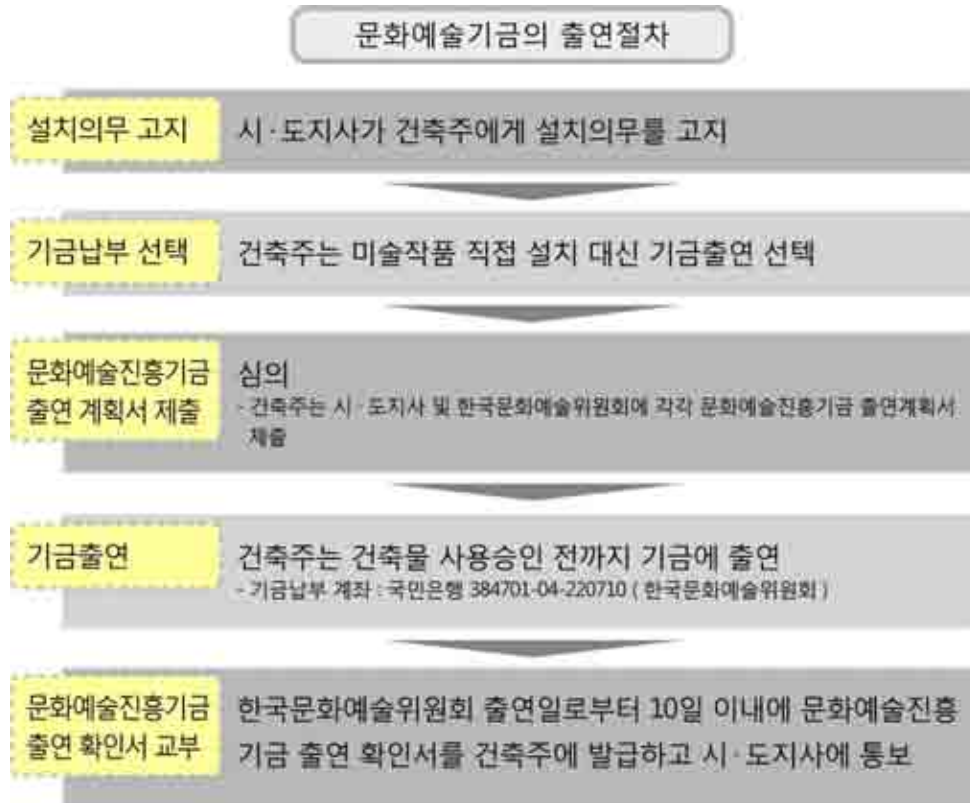 문화예술기금의 출연절차
설치의무 고지
시·도지사가 건축주에게 설치의무를 고지
기금납부 선택
건축주는 미술작품 직접 설치 대신 기금출연 선텍
문화예술진흥기금
출연 계획서 제출
심의
- 건축주는 시·도지사 및 한국문화예술위원회에 각각 문화예술진흥기금 출연계획서
제출
기금출연
건축주는 건축물 사용승인 전까지 기금에 출연
- 기금납부 계좌 : 국민은행 384701-04-220710 ( 한국문화예술위원회 )
문화예술진흥기금
출연 확인서 교부
한국문화예술위원회 출연일로부터 10일 이내에 문화예술진흥
기금 출연 확인서를 건축주에 발급하고 시·도지사에 통보